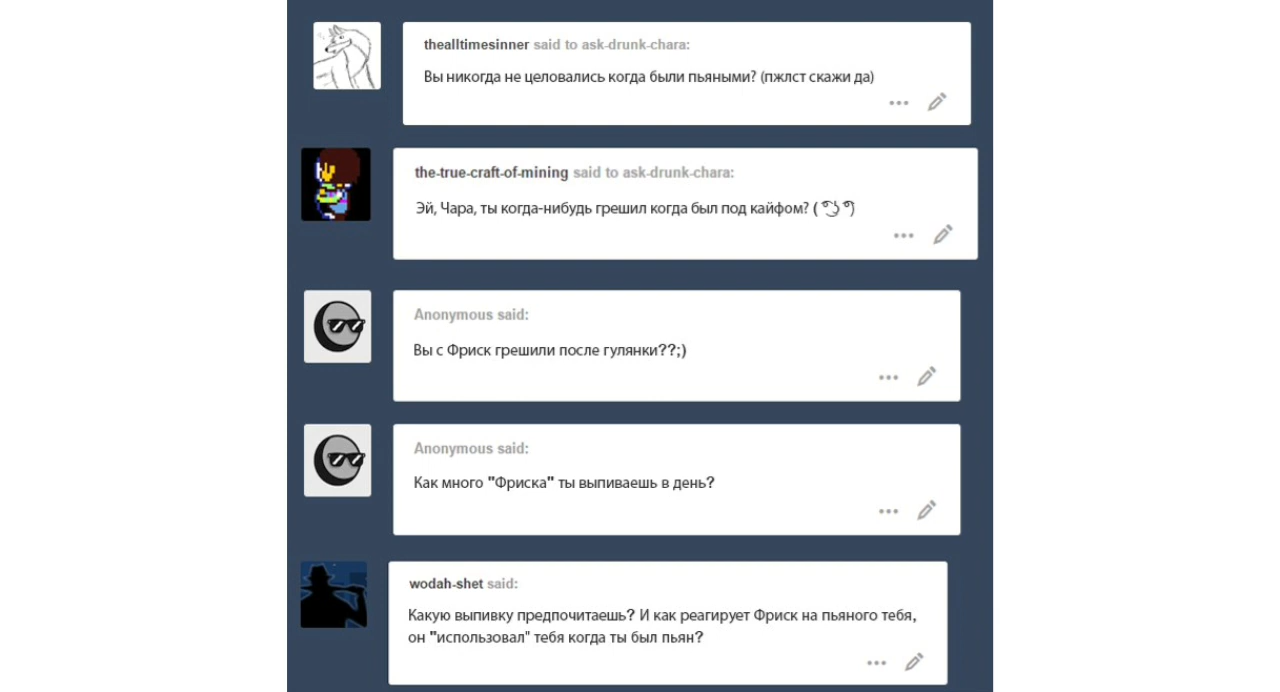 thealltimesinner said to ask-drunk-chara:
Вы никогда не целовались когда были пьяными? (пжлст скажи да)
the-true-craft-of-mining said to ask-drunk-chara:
Эй, Чара, ты когда-нибудь грешил когда был под кайфом? ( ͡° ͜ʖ ͡°)
Anonymous said:
Вы с Фриск грешили после гулянки??;)
Anonymous said:
Как много "Фриска" ты выпиваешь в день?
wodah-shet said:
Какую выпивку предпочитаешь? И как реагирует Фриск на пьяного тебя,
он "использовал" тебя когда ты был пьян?